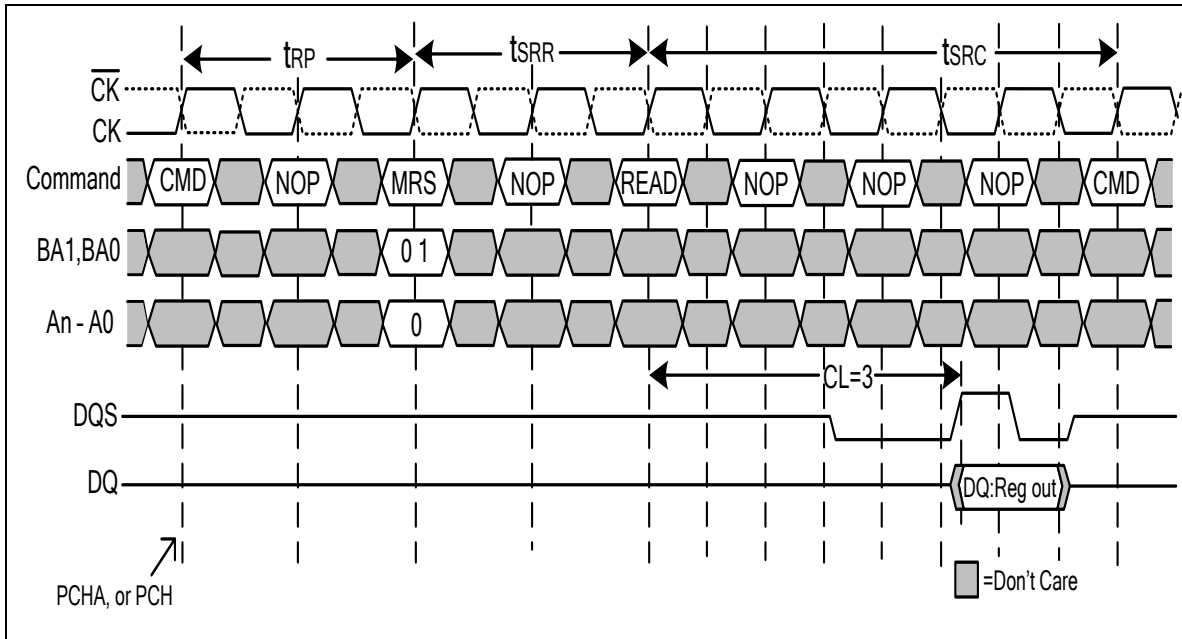 tRP tSRR tSRC
CK
CK
Command CMD NOP MRS NOP READ NOP NOP NOP CMD
BA1,BA0 0 1
An - A0 0
CL=3
DQS
DQ DQ:Reg out
PCHA, or PCH
=Don't Care